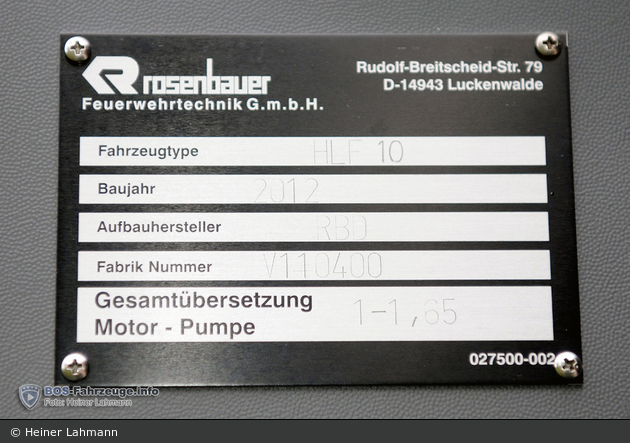 rosenbauer
Feuerwehrtechnik G.m.b.H.
Rudolf-Breitscheid-Str. 79
D-14943 Luckenwalde
Fahrzeugtype HLF 10
Baujahr 2012
Aufbauhersteller RBD
Fabrik Nummer V110400
Gesamtübersetzung
Motor - Pumpe 1-1,65
027500-002
BOS-Fahrzeuge.info
Foto: Heiner Lahmann
© Heiner Lahmann